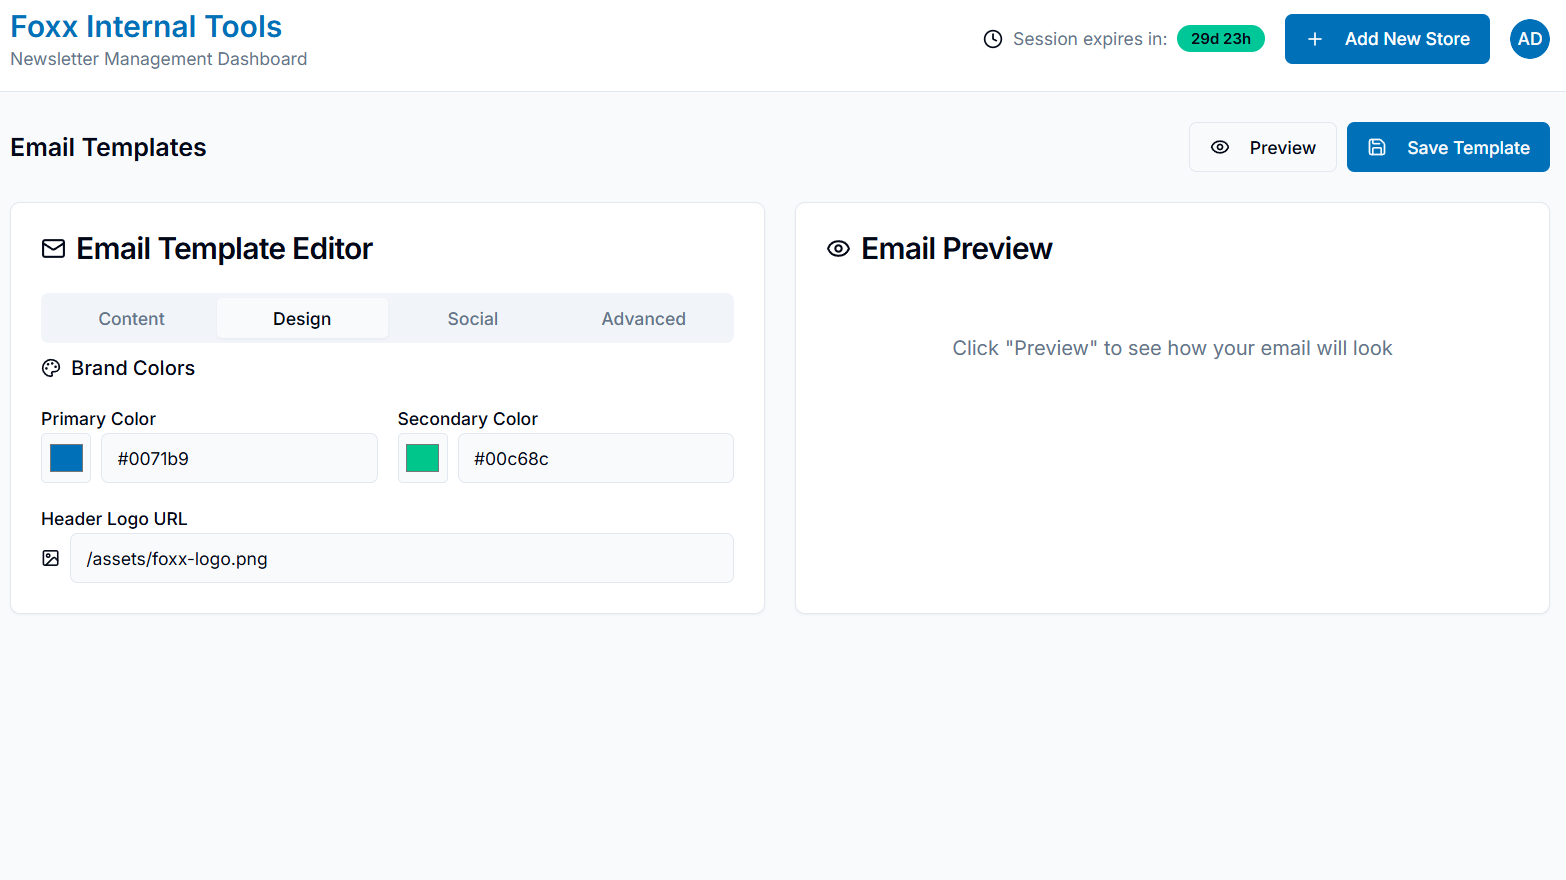 Foxx Internal Tools
Newsletter Management Dashboard
Session expires in: 29d 23h
Add New Store
AD
Email Templates
Preview
Save Template
Email Template Editor
Content Design Social Advanced
Brand Colors
Primary Color Secondary Color
#0071b9 #00c68c
Header Logo URL
/assets/foxx-logo.png
Email Preview
Click "Preview" to see how your email will look